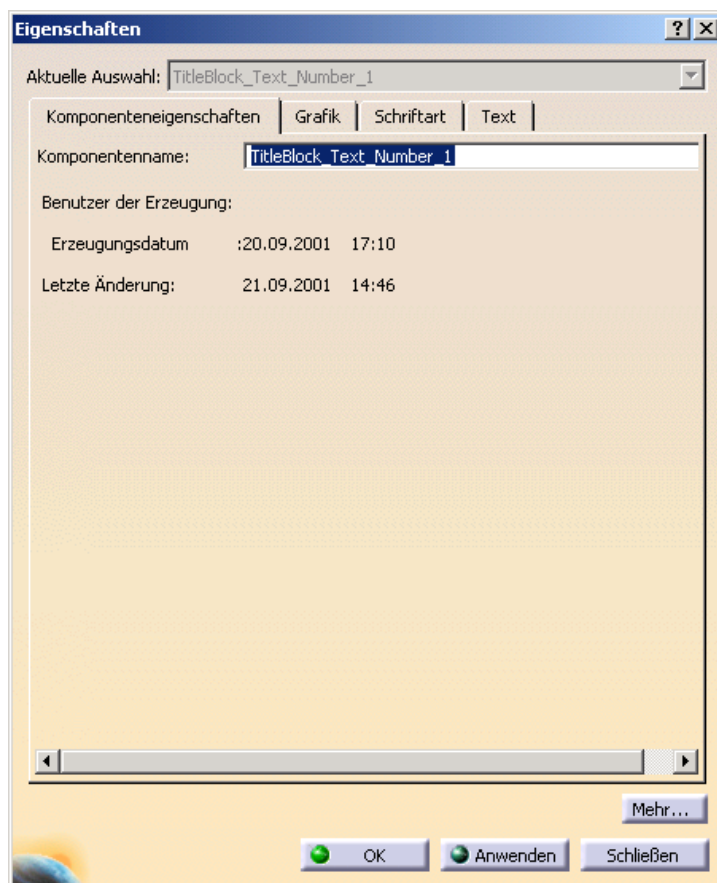 Eigenschaften
Aktuelle Auswahl: TitleBlock_Text_Number_1
Komponenteneigenschaften Grafik Schriftart Text
Komponentenname: TitleBlock_Text_Number_1
Benutzer der Erzeugung:
Erzeugungsdatum :20.09.2001 17:10
Letzte Änderung: 21.09.2001 14:46
Mehr...
OK Anwenden Schließen